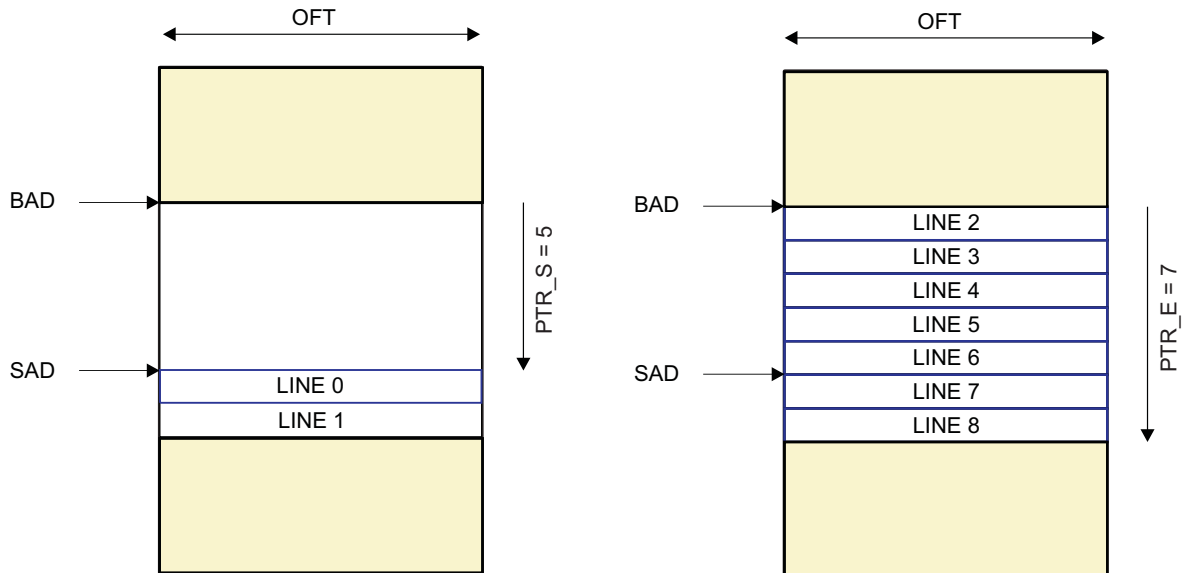 OFT
BAD
PTR_S = 5
SAD
LINE 0
LINE 1
OFT
BAD
LINE 2
LINE 3
LINE 4
LINE 5
LINE 6
SAD
LINE 7
LINE 8
PTR_E = 7